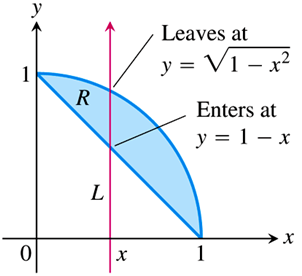 y
Leaves at
y = √1 − x²
1
R
Enters at
y = 1 − x
L
0
x
1
x